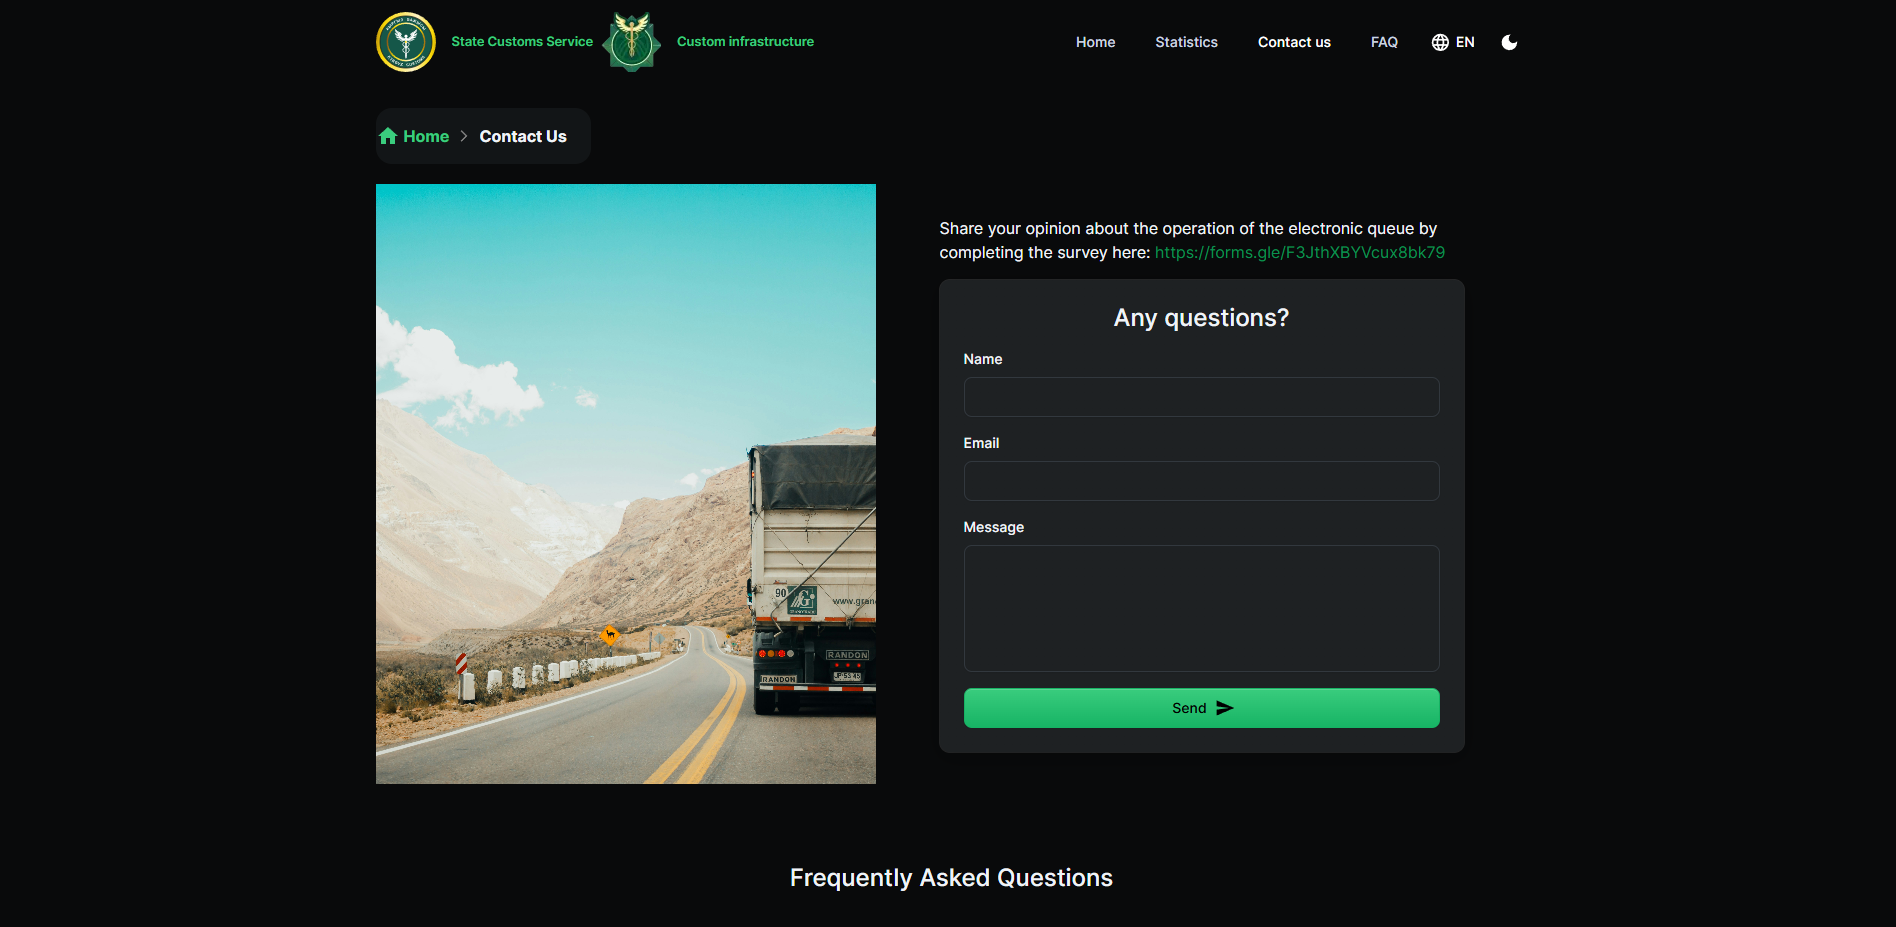 State Customs Service
Custom infrastructure
Home
Statistics
Contact us
FAQ
EN
Home
Contact Us
Share your opinion about the operation of the electronic queue by
completing the survey here: https://forms.gle/F3JthXBYVcux8bk79
Any questions?
Name
Email
Message
Send
90
www.gran
RANDON
RANDON
Frequently Asked Questions